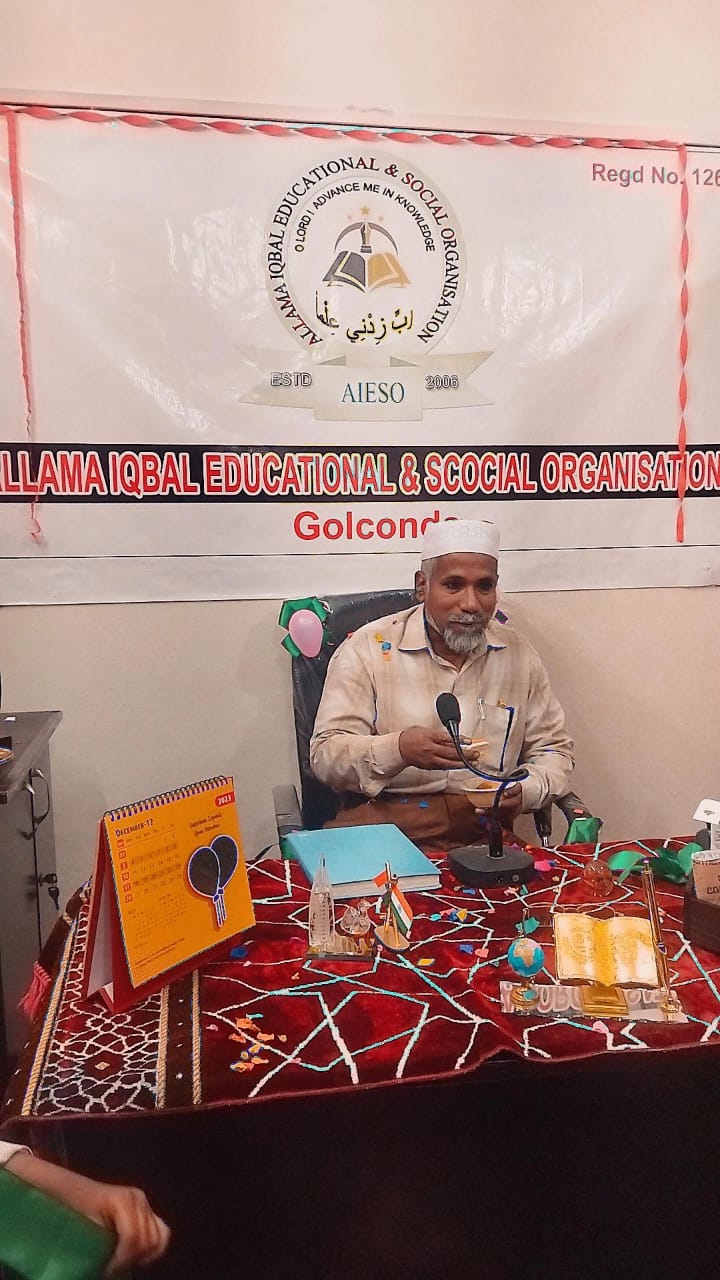 Regd No. 126
ALLAMA IQBAL EDUCATIONAL & SOCIAL ORGANISATION
O LORD ! ADVANCE ME IN KNOWLEDGE
رَبِّ زِدْنِي عِلْمًا
ESTD AIESO 2006
LLAMA IQBAL EDUCATIONAL & SCOCIAL ORGANISATION
Golconda
2023
DECEMBER-12